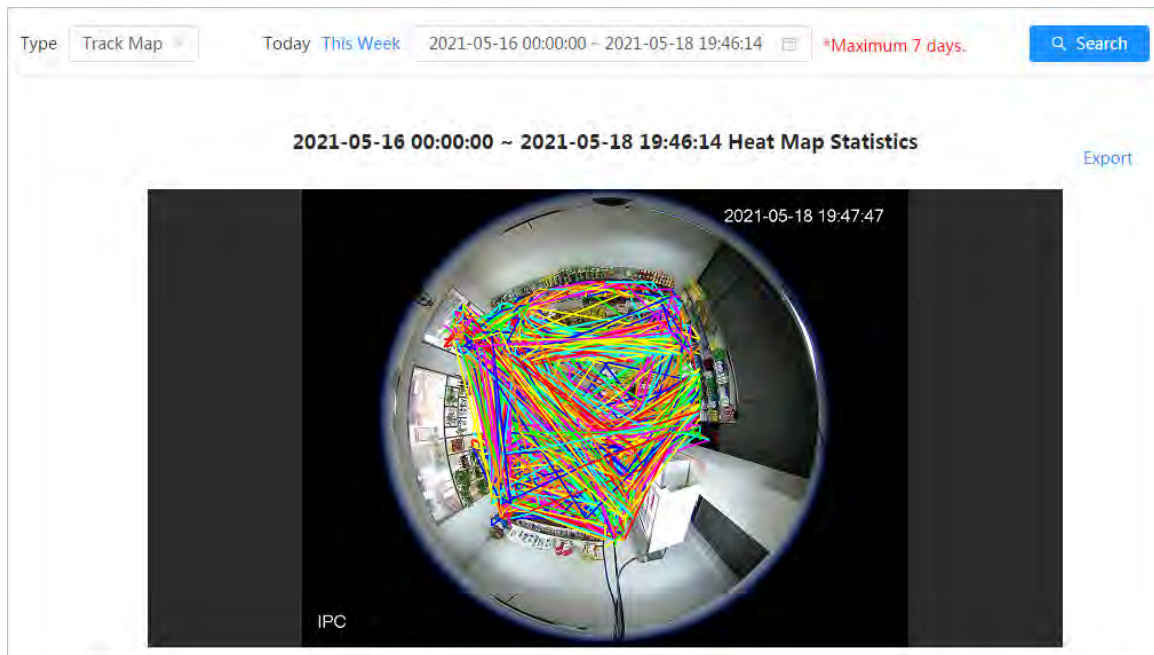 Type Track Map Today This Week 2021-05-16 00:00:00 ~ 2021-05-18 19:46:14 *Maximum 7 days. Search
2021-05-16 00:00:00 ~ 2021-05-18 19:46:14 Heat Map Statistics
Export
2021-05-18 19:47:47
IPC